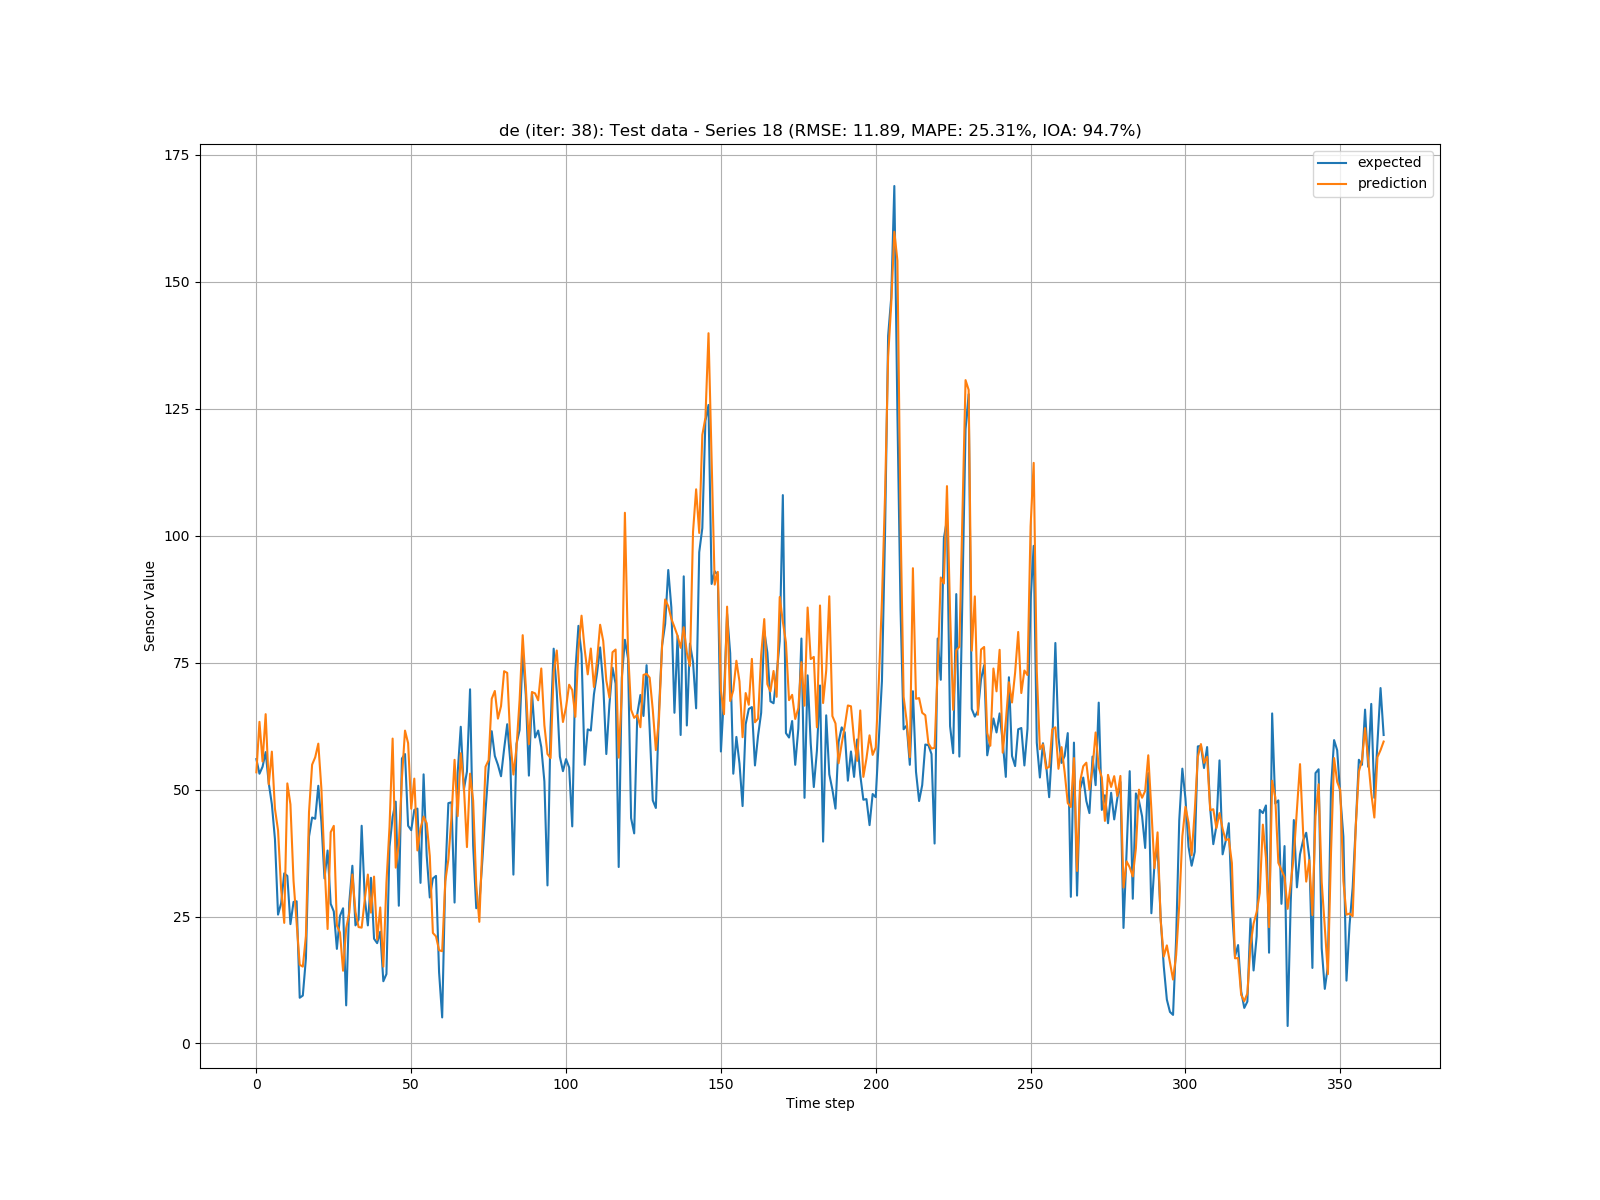 de (iter: 38): Test data - Series 18 (RMSE: 11.89, MAPE: 25.31%, IOA: 94.7%)
expected
prediction
175
150
125
100
75
50
25
0
Sensor Value
0 50 100 150 200 250 300 350
Time step